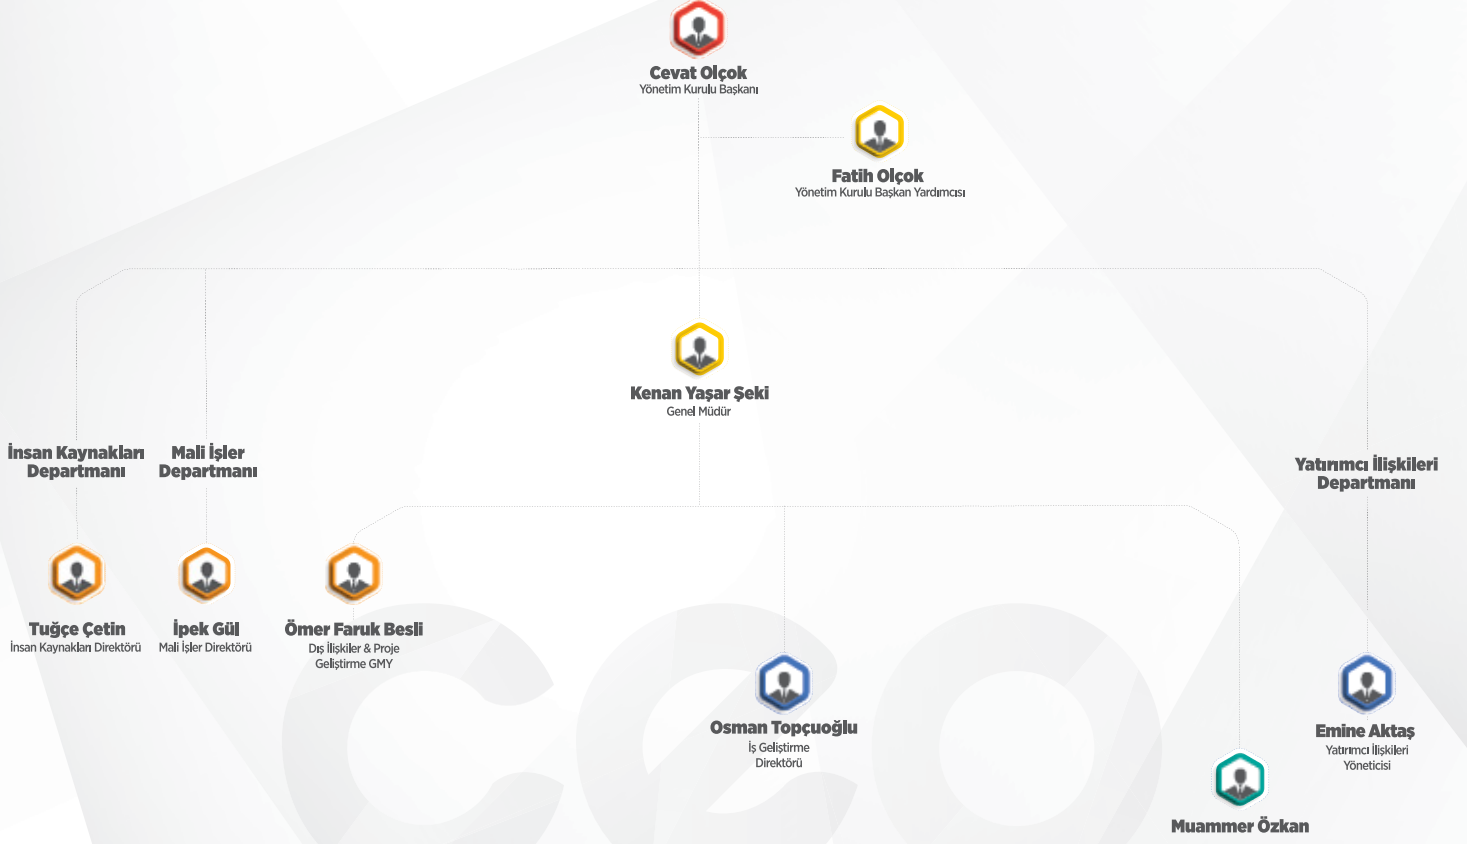 Cevat Olçok
Yönetim Kurulu Başkanı
Fatih Olçok
Yönetim Kurulu Başkan Yardımcısı
Kenan Yaşar Şeki
Genel Müdür
İnsan Kaynakları
Departmanı
Mali İşler
Departmanı
Yatırımcı İlişkileri
Departmanı
Tuğçe Çetin
İnsan Kaynakları Direktörü
İpek Gül
Mali İşler Direktörü
Ömer Faruk Besli
Dış İlişkiler & Proje
Geliştirme GMY
Osman Topçuoğlu
İş Geliştirme
Direktörü
Emine Aktaş
Yatırımcı İlişkileri
Yöneticisi
Muammer Özkan
ceo